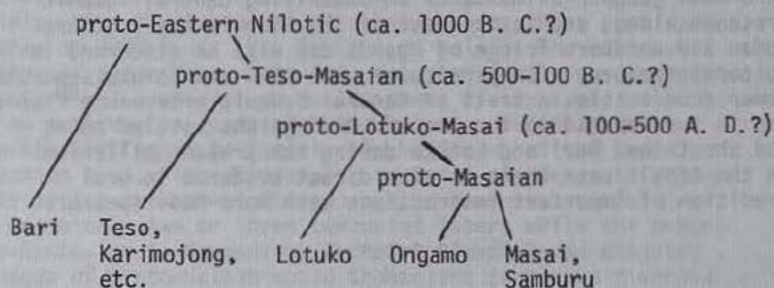 proto-Eastern Nilotic (ca. 1000 B. C.?)
proto-Teso-Masaian (ca. 500-100 B. C.?)
proto-Lotuko-Masai (ca. 100-500 A. D.?)
proto-Masaian
Bari Teso, Lotuko Ongamo Masai,
Karimojong, Samburu
etc.